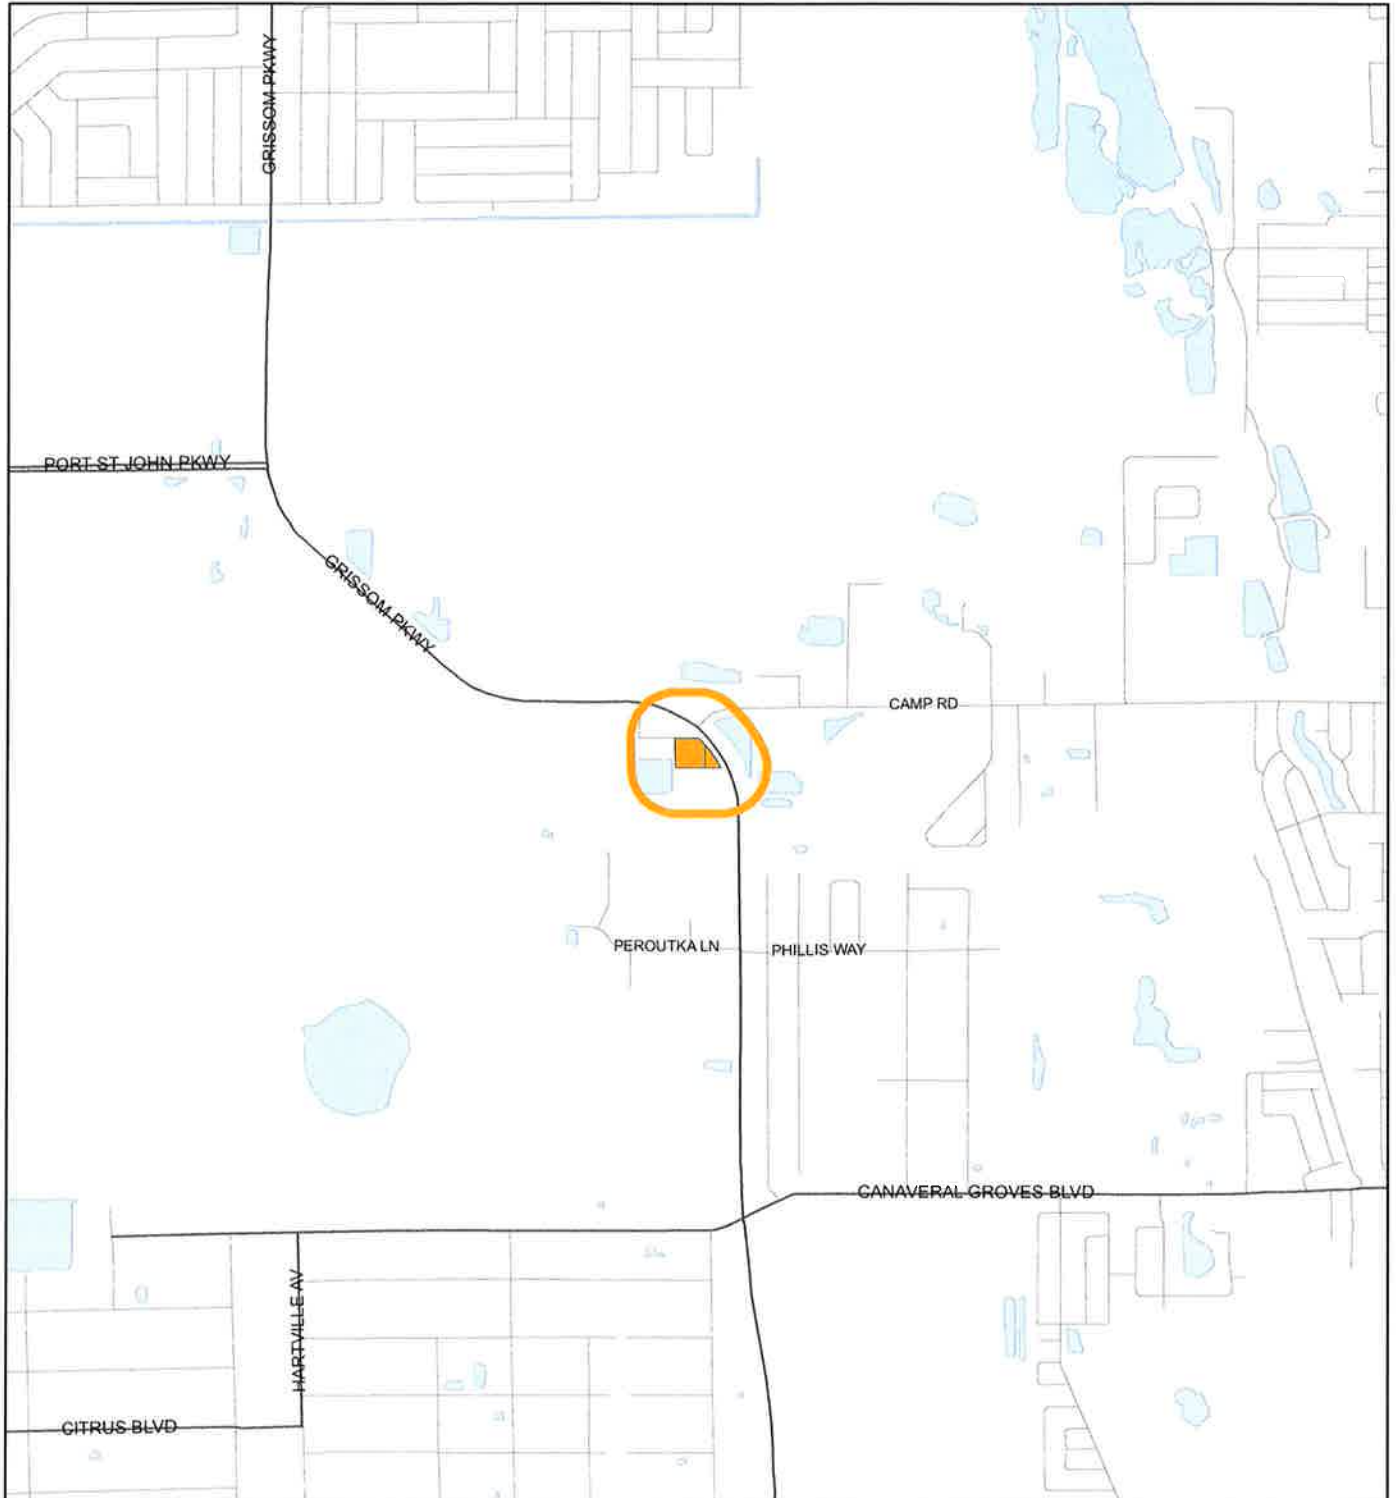 GRISSOM PKWY
PORT ST JOHN PKWY
GRISSOM PKWY
CAMP RD
PEROUTKA LN
PHILLIS WAY
CANAVERAL GROVES BLVD
HARTVILLE AV
CITRUS BLVD